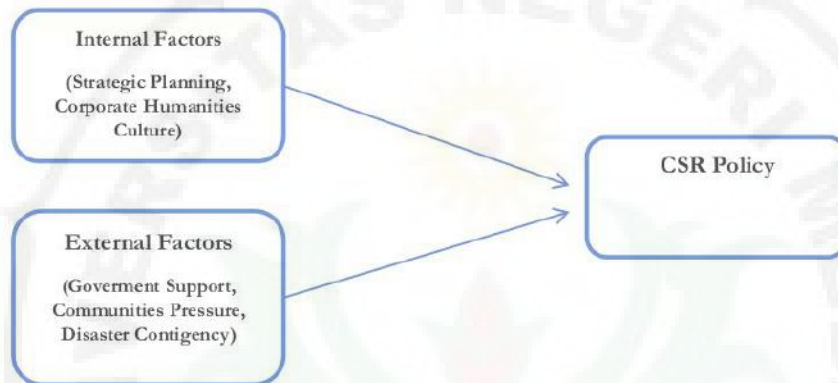 Internal Factors
(Strategic Planning,
Corporate Humanities
Culture)
CSR Policy
External Factors
(Goverment Support,
Communities Pressure,
Disaster Contigency)